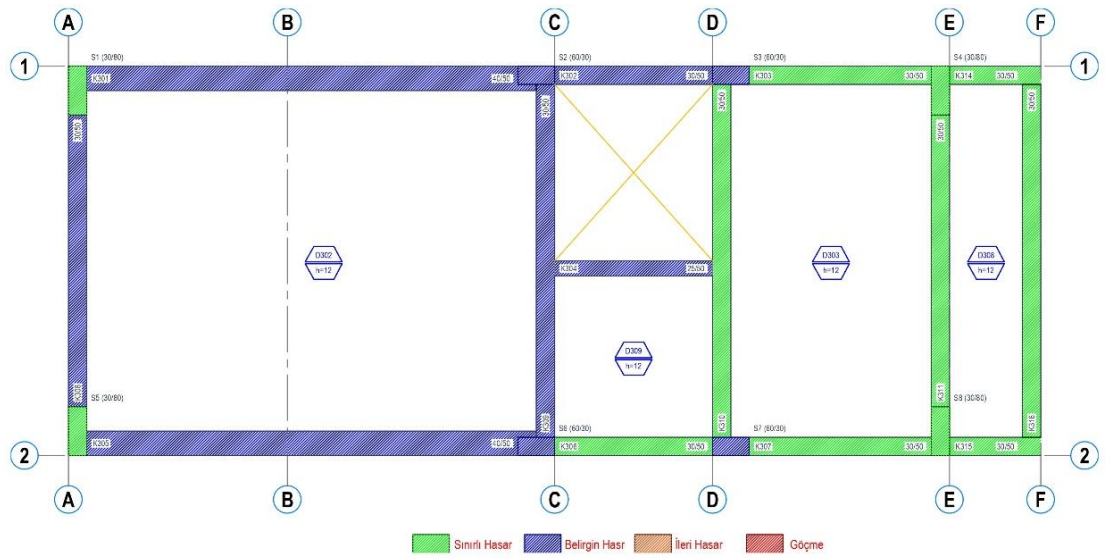 A B C D E F
S1 (30/80) S2 (60/30) S3 (60/30) S4 (30/80)
1 1
K301 40/50 K302 30/50 K303 30/50 K314 30/50
30/50 30/50 30/50 30/50 30/50
D302 D303 D308
h=12 h=12 h=12
K304 25/50
D309
h=12
K311
S5 (30/80) S8 (30/80)
K310 K316
S6 (60/30) S7 (60/30)
K305 40/50 K306 30/50 K307 30/50 K315 30/50
2 2
A B C D E F
Sınırlı Hasar Belirgin Hasr İleri Hasar Göçme